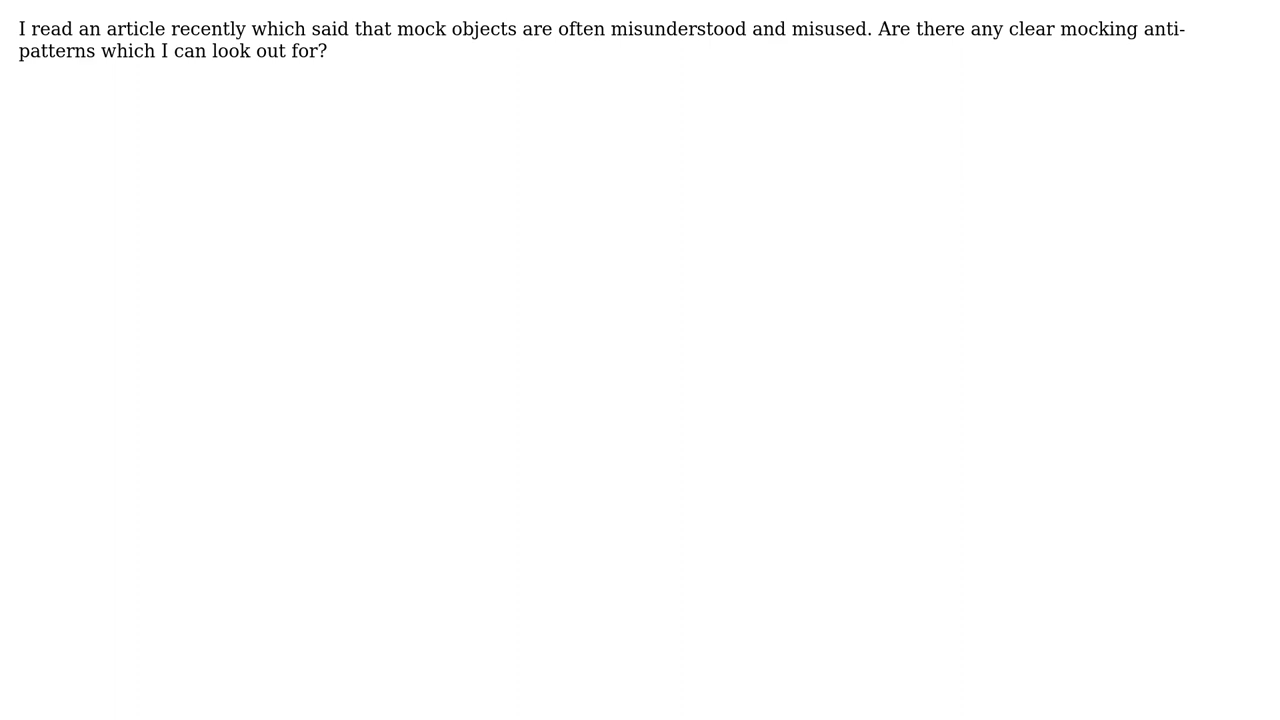 I read an article recently which said that mock objects are often misunderstood and misused. Are there any clear mocking anti-
patterns which I can look out for?